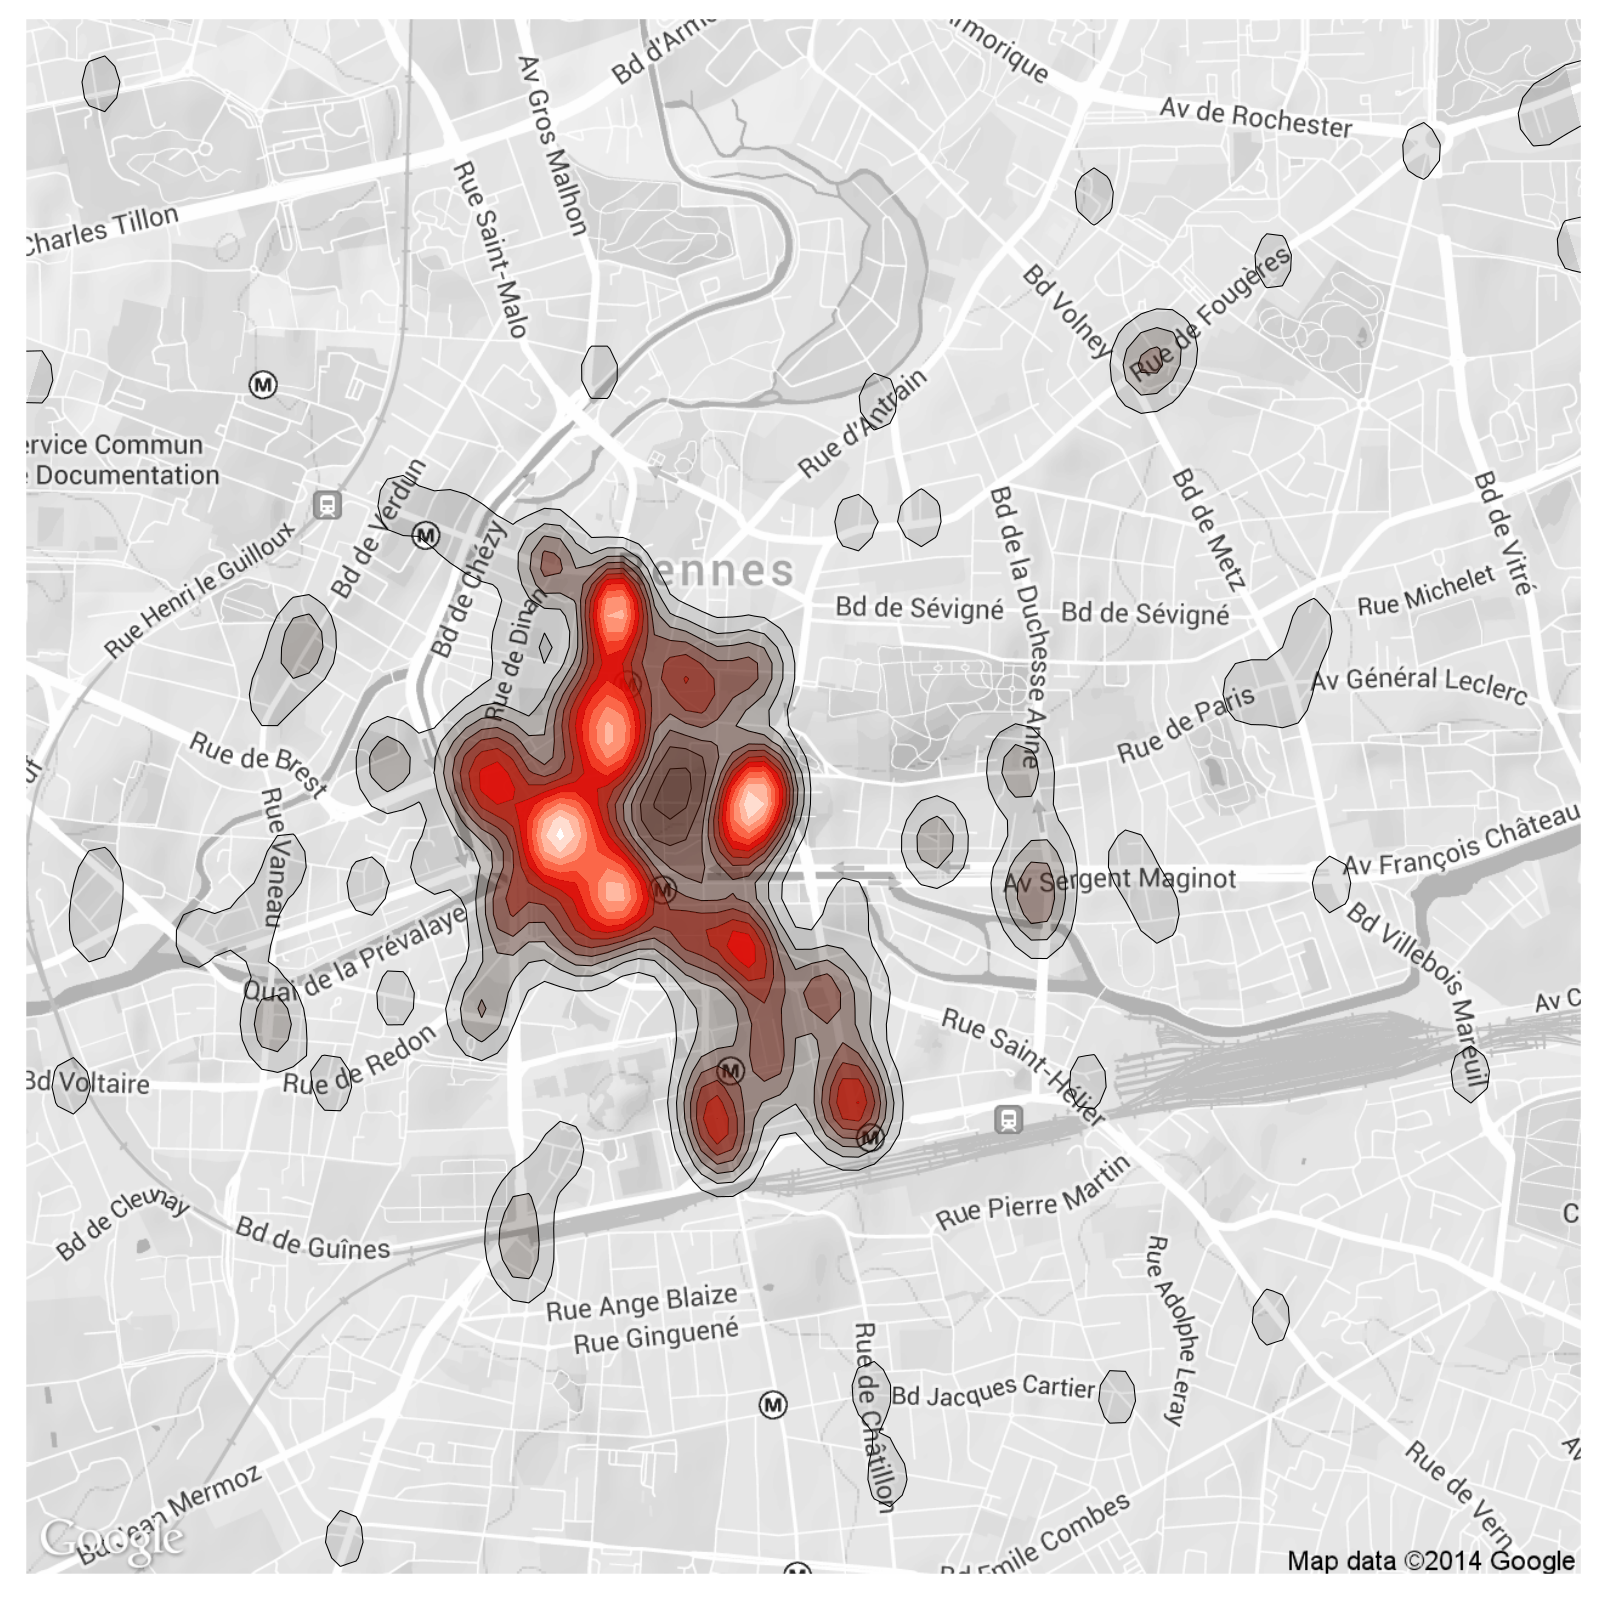 Bd d'Armo
rmorique
Av Gros Malhon
Av de Rochester
Rue Saint-Malo
Charles Tillon
Bd Volney
Rue de Fougères
M
Rue d'Antrain
ervice Commun
Documentation
Bd de Verdun
Bd de Metz
Bd de Vitré
Bd de la Duchesse Anne
M
Rue Henri le Guilloux
Bd de Chézy
Rennes
Rue Michelet
Bd de Sévigné
Bd de Sévigné
Rue de Dinan
M
Av Général Leclerc
Rue de Paris
Rue de Brest
Rue Vaneau
Av François Château
M
Av Sergent Maginot
Quai de la Prévalaye
Bd Villebois Mareuil
Av C
Rue Saint-Hélier
Rue de Redon
M
Bd Voltaire
M
Rue Pierre Martin
Bd de Cleunay
Bd de Guînes
C
Rue Adolphe Leray
Rue Ange Blaize
Rue Ginguené
Rue de Châtillon
Bd Jacques Cartier
M
Av
Rue de Vern
Bd Jean Mermoz
Bd Emile Combes
Google
M
Map data ©2014 Google